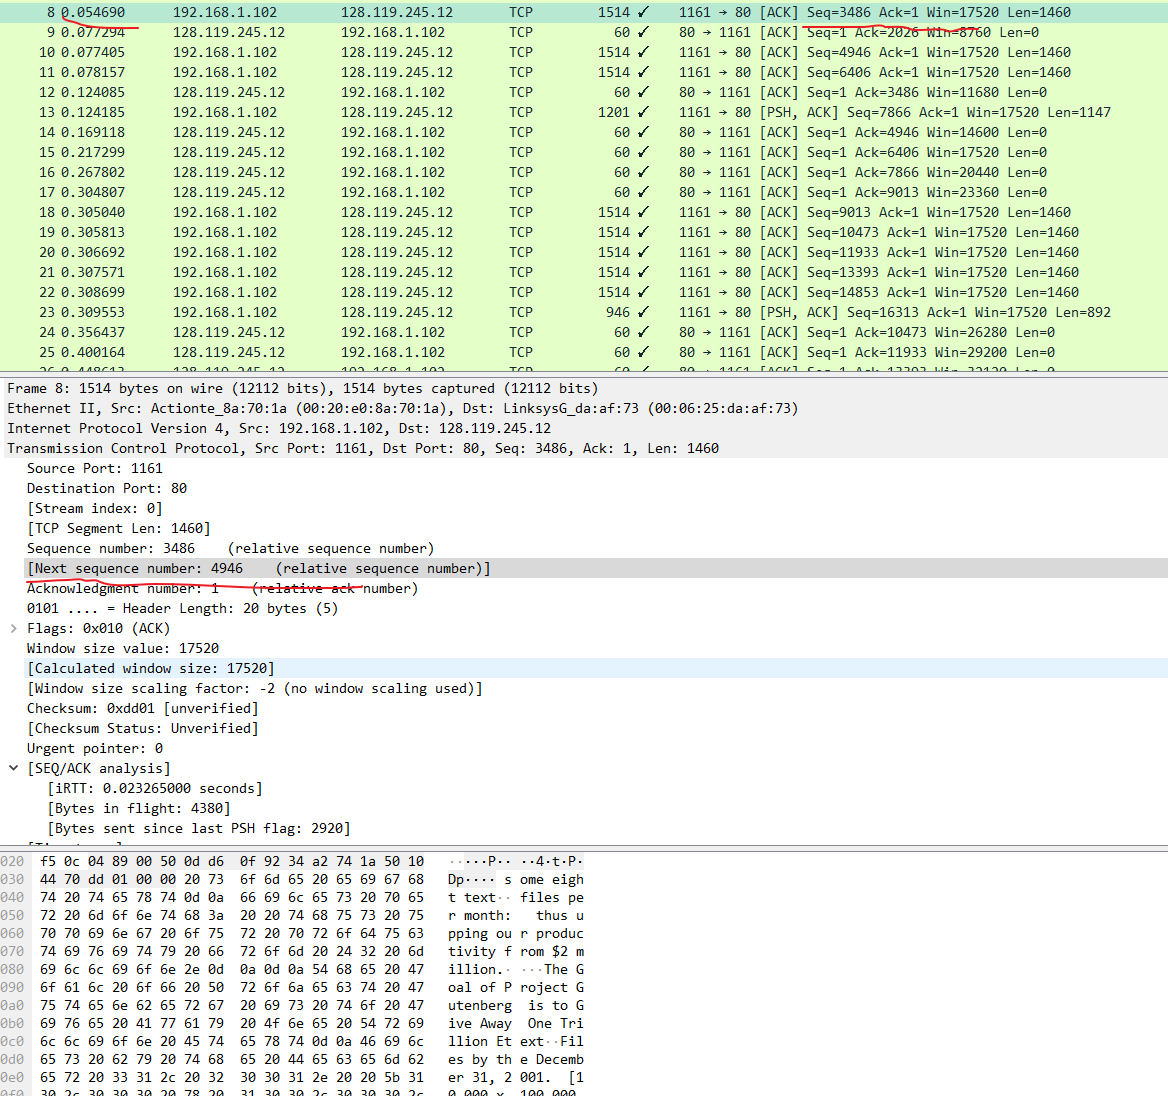 8 0.054690 192.168.1.102 128.119.245.12 TCP 1514 ✓ 1161 → 80 [ACK] Seq=3486 Ack=1 Win=17520 Len=1460
9 0.077294 128.119.245.12 192.168.1.102 TCP 60 ✓ 80 → 1161 [ACK] Seq=1 Ack=2026 Win=8760 Len=0
10 0.077405 192.168.1.102 128.119.245.12 TCP 1514 ✓ 1161 → 80 [ACK] Seq=4946 Ack=1 Win=17520 Len=1460
11 0.078157 192.168.1.102 128.119.245.12 TCP 1514 ✓ 1161 → 80 [ACK] Seq=6406 Ack=1 Win=17520 Len=1460
12 0.124085 128.119.245.12 192.168.1.102 TCP 60 ✓ 80 → 1161 [ACK] Seq=1 Ack=3486 Win=11680 Len=0
13 0.124185 192.168.1.102 128.119.245.12 TCP 1201 ✓ 1161 → 80 [PSH, ACK] Seq=7866 Ack=1 Win=17520 Len=1147
14 0.169118 128.119.245.12 192.168.1.102 TCP 60 ✓ 80 → 1161 [ACK] Seq=1 Ack=4946 Win=14600 Len=0
15 0.217299 128.119.245.12 192.168.1.102 TCP 60 ✓ 80 → 1161 [ACK] Seq=1 Ack=6406 Win=17520 Len=0
16 0.267802 128.119.245.12 192.168.1.102 TCP 60 ✓ 80 → 1161 [ACK] Seq=1 Ack=7866 Win=20440 Len=0
17 0.304807 128.119.245.12 192.168.1.102 TCP 60 ✓ 80 → 1161 [ACK] Seq=1 Ack=9013 Win=23360 Len=0
18 0.305040 192.168.1.102 128.119.245.12 TCP 1514 ✓ 1161 → 80 [ACK] Seq=9013 Ack=1 Win=17520 Len=1460
19 0.305813 192.168.1.102 128.119.245.12 TCP 1514 ✓ 1161 → 80 [ACK] Seq=10473 Ack=1 Win=17520 Len=1460
20 0.306692 192.168.1.102 128.119.245.12 TCP 1514 ✓ 1161 → 80 [ACK] Seq=11933 Ack=1 Win=17520 Len=1460
21 0.307571 192.168.1.102 128.119.245.12 TCP 1514 ✓ 1161 → 80 [ACK] Seq=13393 Ack=1 Win=17520 Len=1460
22 0.308699 192.168.1.102 128.119.245.12 TCP 1514 ✓ 1161 → 80 [ACK] Seq=14853 Ack=1 Win=17520 Len=1460
23 0.309553 192.168.1.102 128.119.245.12 TCP 946 ✓ 1161 → 80 [PSH, ACK] Seq=16313 Ack=1 Win=17520 Len=892
24 0.356437 128.119.245.12 192.168.1.102 TCP 60 ✓ 80 → 1161 [ACK] Seq=1 Ack=10473 Win=26280 Len=0
25 0.400164 128.119.245.12 192.168.1.102 TCP 60 ✓ 80 → 1161 [ACK] Seq=1 Ack=11933 Win=29200 Len=0
Frame 8: 1514 bytes on wire (12112 bits), 1514 bytes captured (12112 bits)
Ethernet II, Src: Actionte_8a:70:1a (00:20:e0:8a:70:1a), Dst: LinksysG_da:af:73 (00:06:25:da:af:73)
Internet Protocol Version 4, Src: 192.168.1.102, Dst: 128.119.245.12
Transmission Control Protocol, Src Port: 1161, Dst Port: 80, Seq: 3486, Ack: 1, Len: 1460
Source Port: 1161
Destination Port: 80
[Stream index: 0]
[TCP Segment Len: 1460]
Sequence number: 3486 (relative sequence number)
[Next sequence number: 4946 (relative sequence number)]
Acknowledgment number: 1 (relative ack number)
0101 .... = Header Length: 20 bytes (5)
Flags: 0x010 (ACK)
Window size value: 17520
[Calculated window size: 17520]
[Window size scaling factor: -2 (no window scaling used)]
Checksum: 0xdd01 [unverified]
[Checksum Status: Unverified]
Urgent pointer: 0
[SEQ/ACK analysis]
[iRTT: 0.023265000 seconds]
[Bytes in flight: 4380]
[Bytes sent since last PSH flag: 2920]
020 f5 0c 04 89 00 50 0d d6 0f 92 34 a2 74 1a 50 10 ·····P·· ··4·t·P·
030 44 70 dd 01 00 00 20 73 6f 6d 65 20 65 69 67 68 Dp···· s ome eigh
040 74 20 74 65 78 74 0d 0a 66 69 6c 65 73 20 70 65 t text·· files pe
050 72 20 6d 6f 6e 74 68 3a 20 20 74 68 75 73 20 75 r month: thus u
060 70 70 69 6e 67 20 6f 75 72 20 70 72 6f 64 75 63 pping ou r produc
070 74 69 76 69 74 79 20 66 72 6f 6d 20 24 32 20 6d tivity f rom $2 m
080 69 6c 6c 69 6f 6e 2e 0d 0a 0d 0a 54 68 65 20 47 illion.· ···The G
090 6f 61 6c 20 6f 66 20 50 72 6f 6a 65 63 74 20 47 oal of P roject G
0a0 75 74 65 6e 62 65 72 67 20 69 73 20 74 6f 20 47 utenberg is to G
0b0 69 76 65 20 41 77 61 79 20 4f 6e 65 20 54 72 69 ive Away One Tri
0c0 6c 6c 69 6f 6e 20 45 74 65 78 74 0d 0a 46 69 6c llion Et ext··Fil
0d0 65 73 20 62 79 20 74 68 65 20 44 65 63 65 6d 62 es by th e Decemb
0e0 65 72 20 33 31 2c 20 32 30 30 31 2e 20 20 5b 31 er 31, 2 001. [1